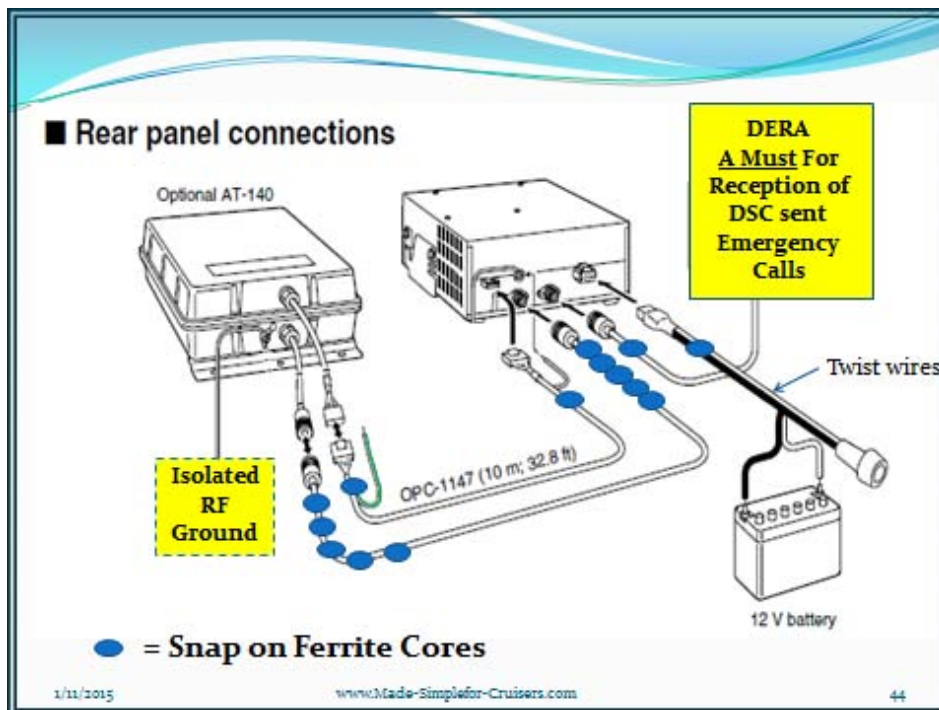 ■ Rear panel connections
DERA
A Must For
Reception of
DSC sent
Emergency
Calls
Optional AT-140
Twist wires
Isolated
RF
Ground
OPC-1147 (10 m; 32.8 ft)
12 V battery
= Snap on Ferrite Cores
1/11/2015
www.Made-Simplefor-Cruisers.com
44